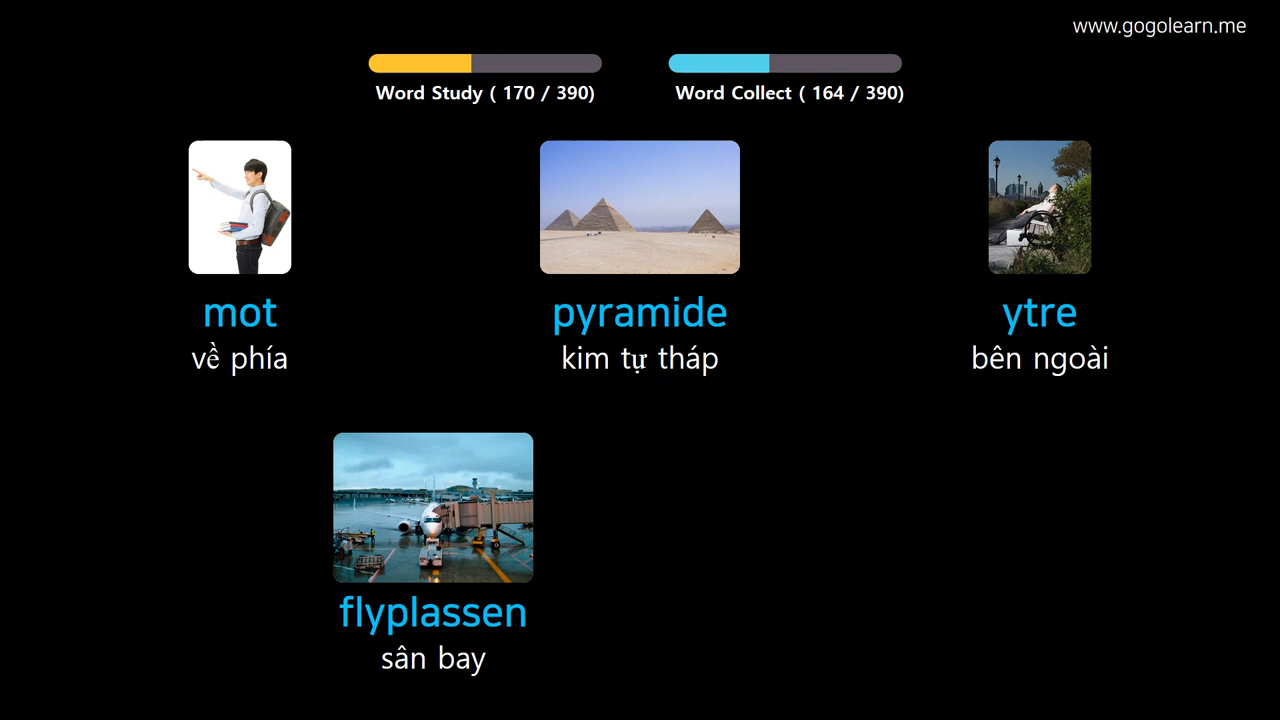 www.gogolearn.me
Word Study ( 170 / 390)
Word Collect ( 164 / 390)
mot
pyramide
ytre
về phía
kim tự tháp
bên ngoài
flyplassen
sân bay